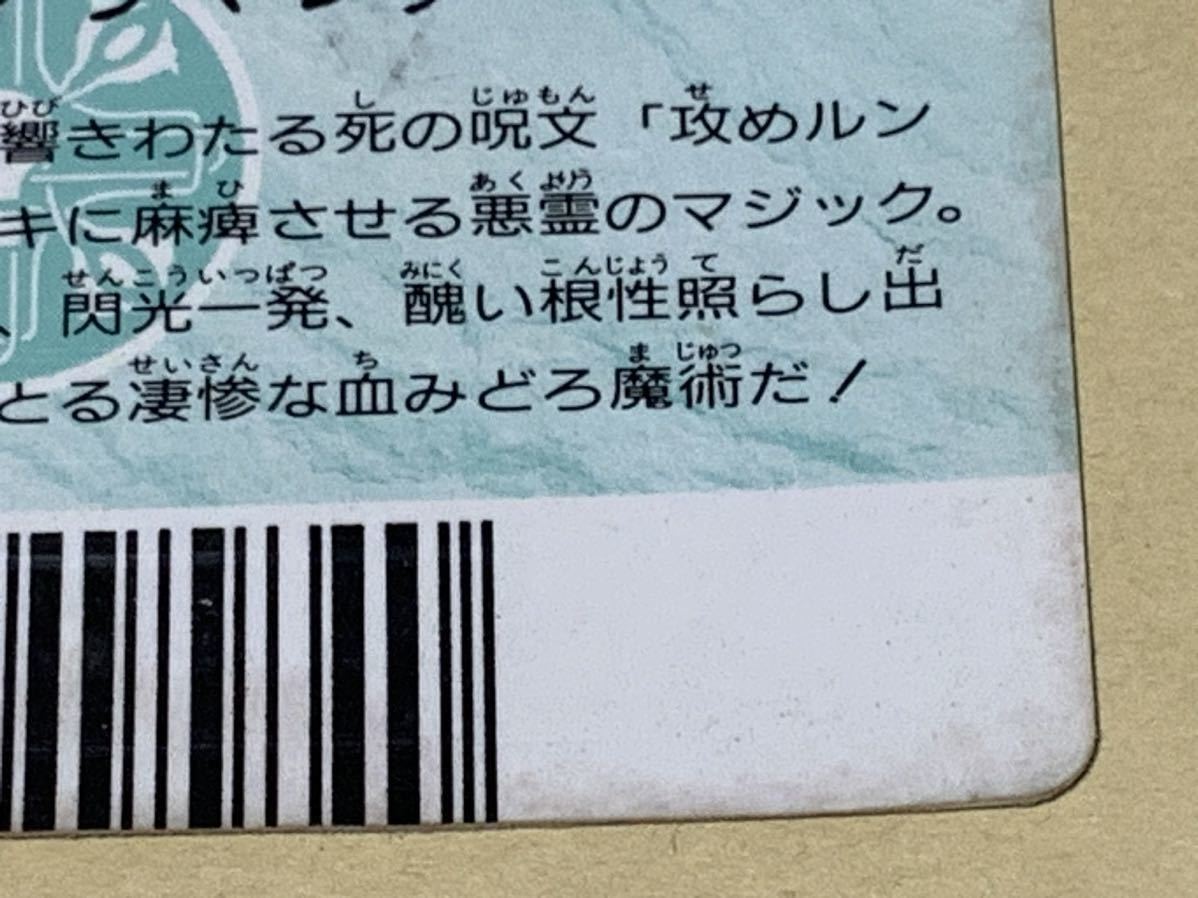 響きわたる死の呪文「攻めルン
キに麻痺させる悪霊のマジック。
、閃光一発、醜い根性照らし出
とる凄惨な血みどろ魔術だ！